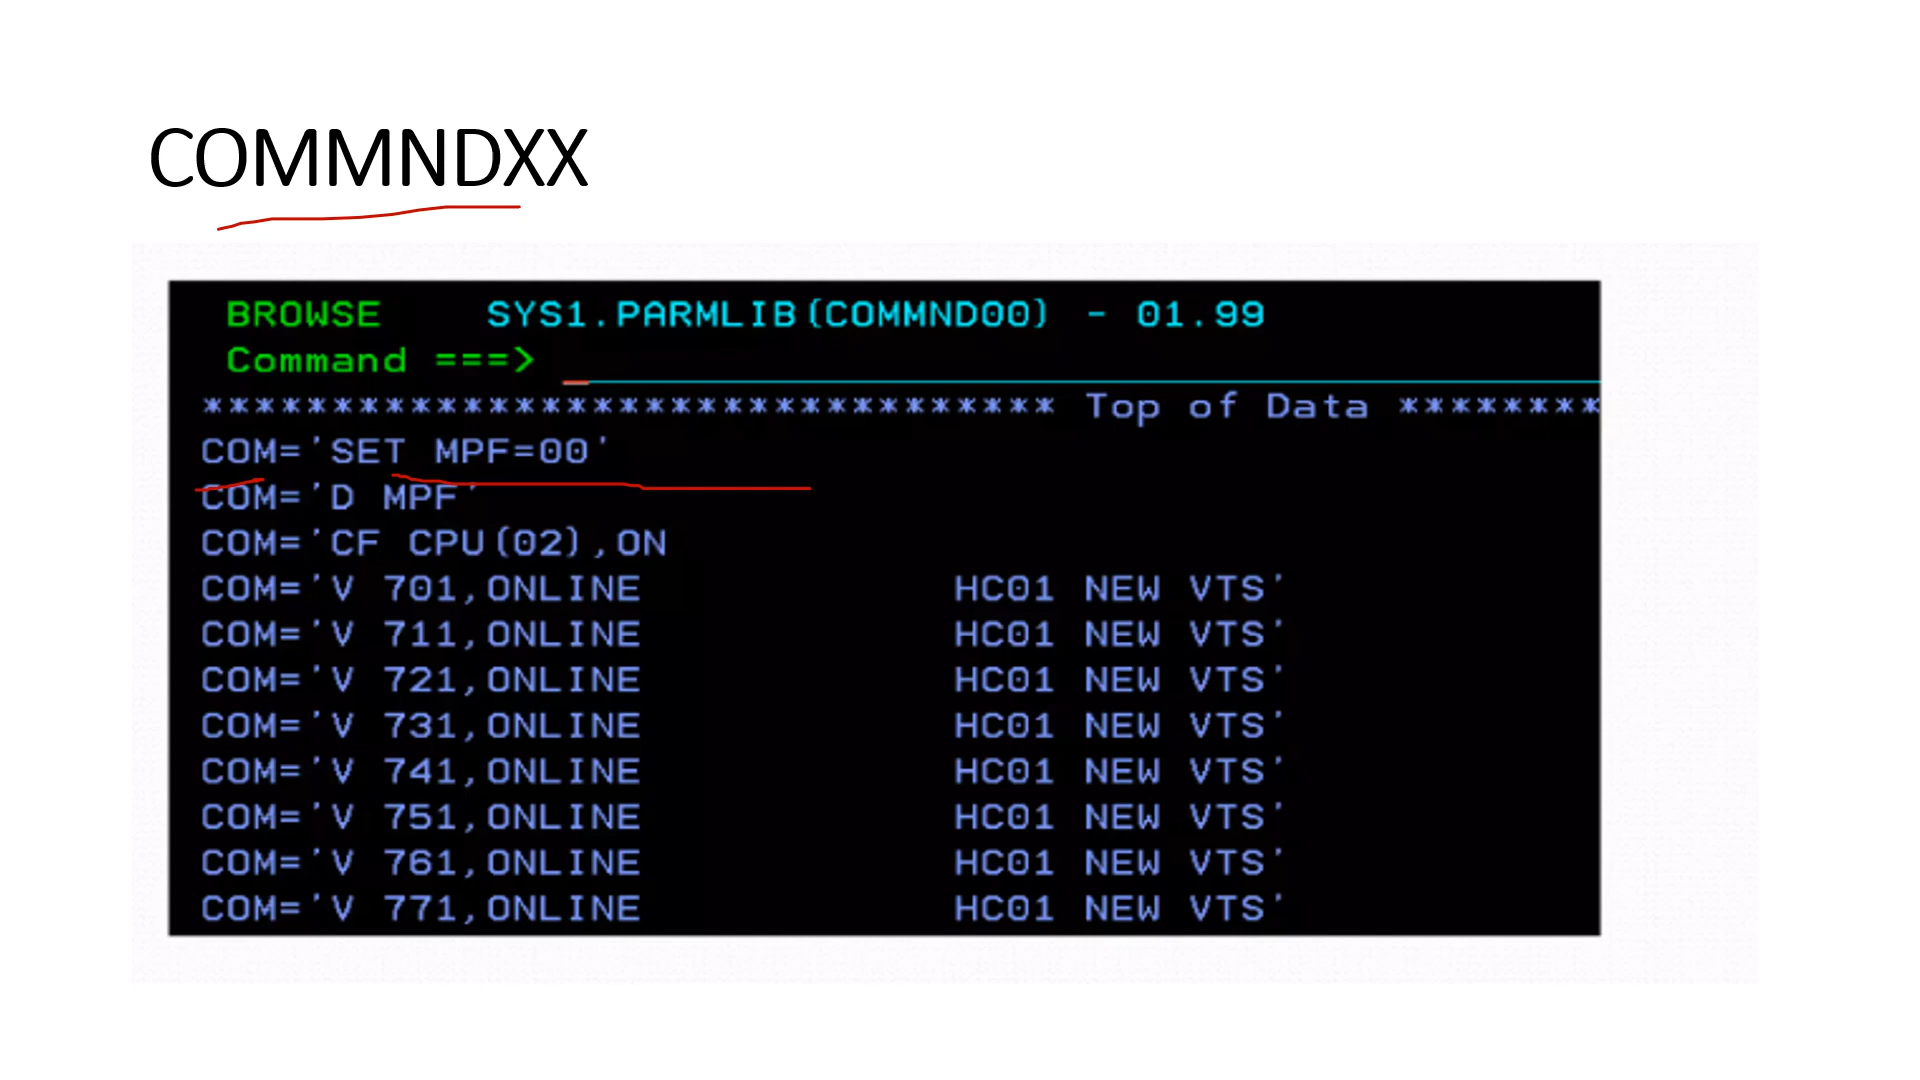 COMMNDXX
BROWSE SYS1.PARMLIB(COMMND00) - 01.99
Command ===>
********************************* Top of Data ********
COM='SET MPF=00'
COM='D MPF'
COM='CF CPU(02),ON
COM='V 701,ONLINE HC01 NEW VTS'
COM='V 711,ONLINE HC01 NEW VTS'
COM='V 721,ONLINE HC01 NEW VTS'
COM='V 731,ONLINE HC01 NEW VTS'
COM='V 741,ONLINE HC01 NEW VTS'
COM='V 751,ONLINE HC01 NEW VTS'
COM='V 761,ONLINE HC01 NEW VTS'
COM='V 771,ONLINE HC01 NEW VTS'